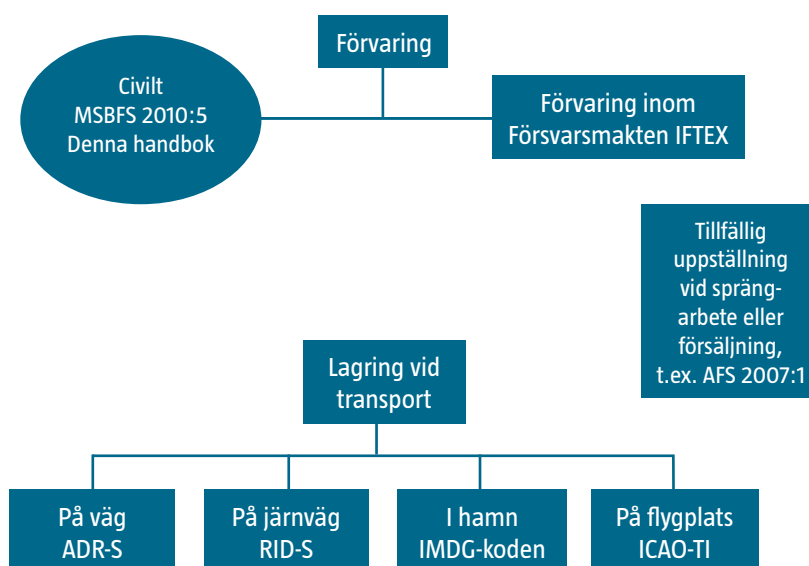 Förvaring
Civilt
MSBFS 2010:5
Denna handbok
Förvaring inom
Försvarsmakten IFTEX
Tillfällig
uppställning
vid spräng-
arbete eller
försäljning,
t.ex. AFS 2007:1
Lagring vid
transport
På väg
ADR-S
På järnväg
RID-S
I hamn
IMDG-koden
På flygplats
ICAO-TI